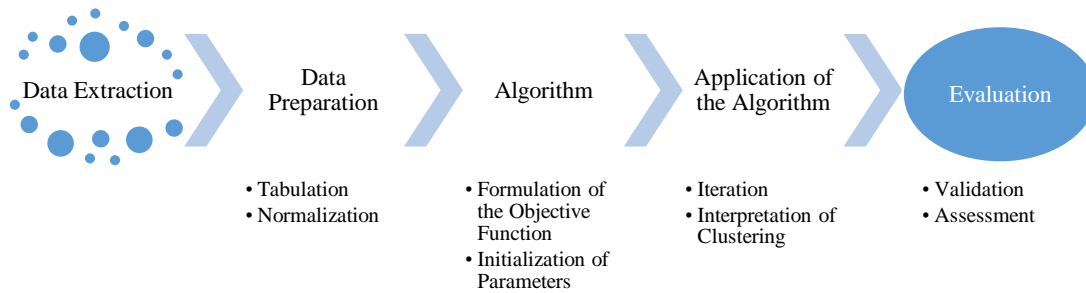 Data Extraction
Data
Preparation
• Tabulation
• Normalization
Algorithm
• Formulation of
the Objective
Function
• Initialization of
Parameters
Application of
the Algorithm
• Iteration
• Interpretation of
Clustering
Evaluation
• Validation
• Assessment